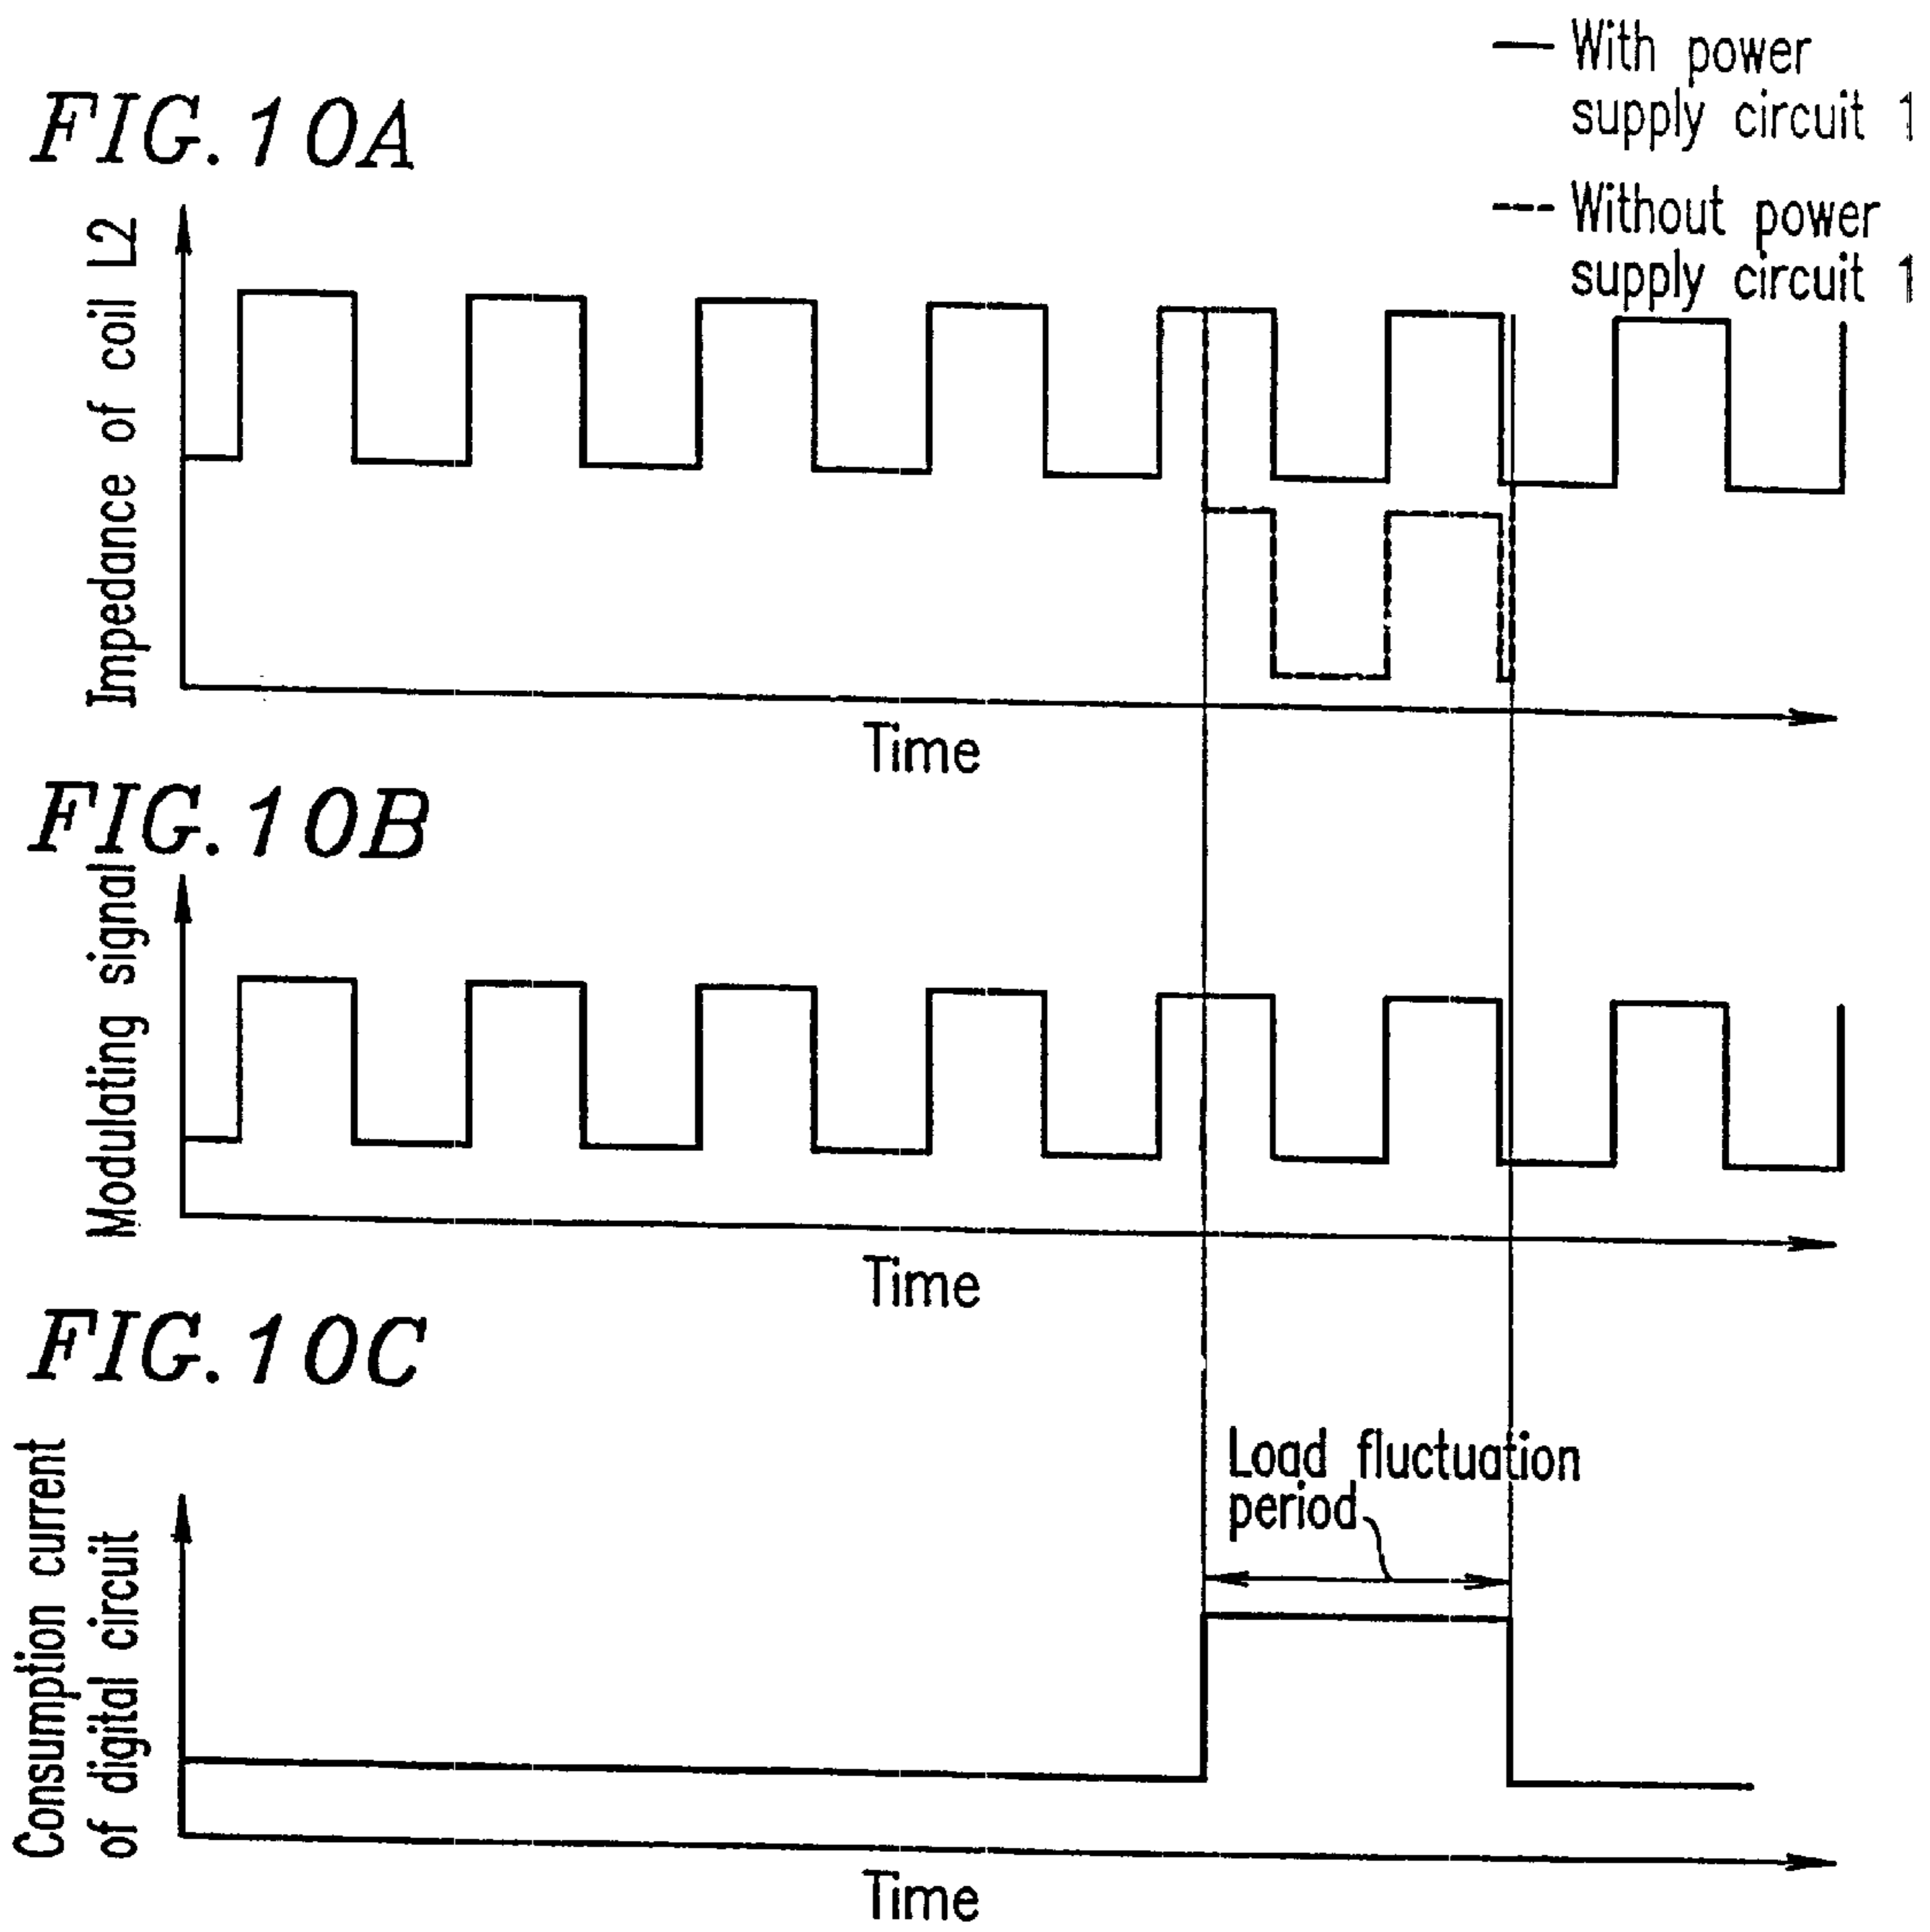 With power
supply circuit 1
Without power
supply circuit 1
FIG.10A
Impedance of coil L2
Time
FIG.10B
Modulating signal
Time
FIG.10C
Consumption current
of digital circuit
Load fluctuation
period
Time